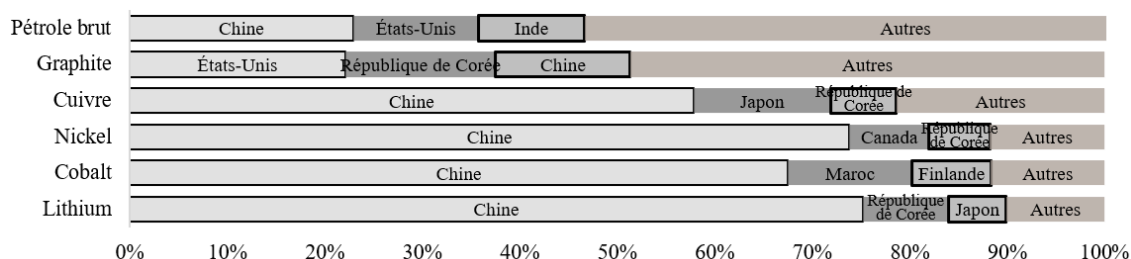 Pétrole brut Chine États-Unis Inde Autres
Graphite États-Unis République de Corée Chine Autres
Cuivre Chine Japon République de Corée Autres
Nickel Chine Canada République de Corée Autres
Cobalt Chine Maroc Finlande Autres
Lithium Chine République de Corée Japon Autres
0% 10% 20% 30% 40% 50% 60% 70% 80% 90% 100%